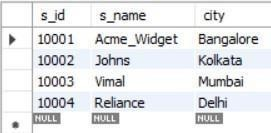 s_id s_name city
10001 Acme_Widget Bangalore
10002 Johns Kolkata
10003 Vimal Mumbai
10004 Reliance Delhi
NULL NULL NULL